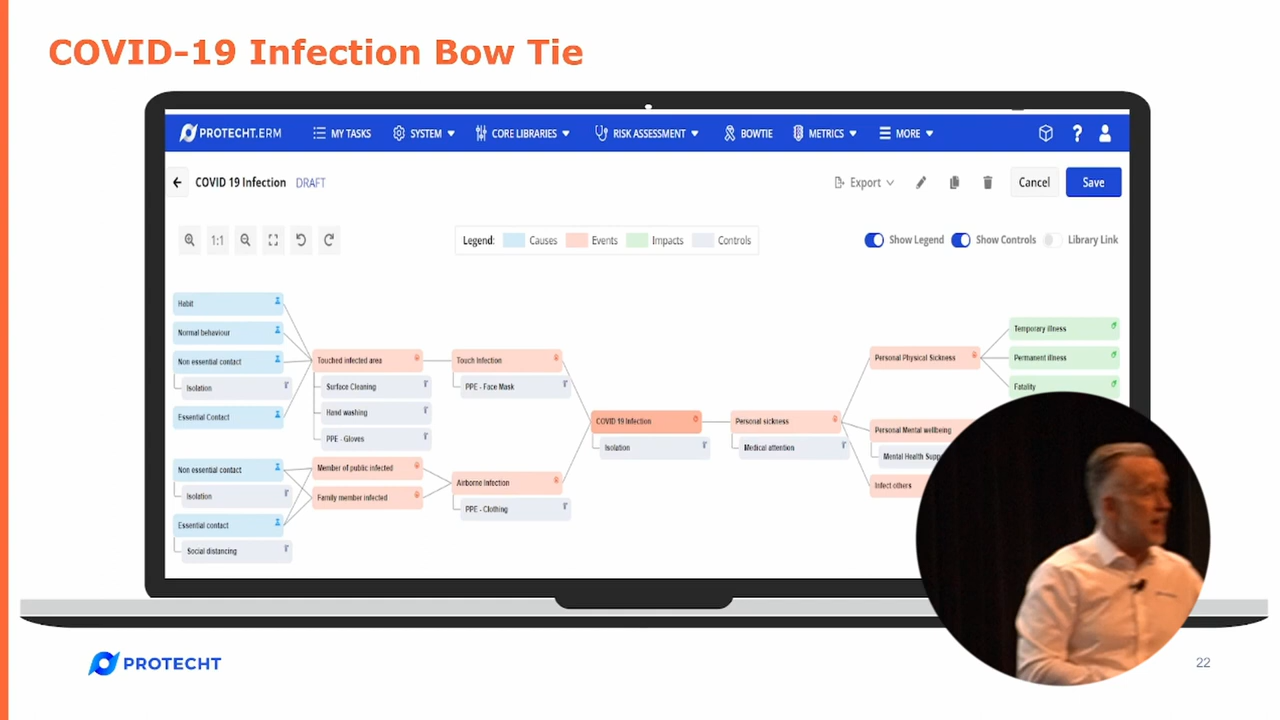 COVID-19 Infection Bow Tie
PROTECHT.ERM MY TASKS SYSTEM CORE LIBRARIES RISK ASSESSMENT BOWTIE METRICS MORE ?
COVID 19 Infection DRAFT Export Cancel Save
1:1 Legend: Causes Events Impacts Controls Show Legend Show Controls Library Link
Habit
Normal behaviour
Non essential contact
Isolation
Essential Contact
Non essential contact
Isolation
Essential contact
Social distancing
Touched infected area
Surface Cleaning
Hand washing
PPE - Gloves
Member of public infected
Family member infected
Touch Infection
PPE - Face Mask
Airborne Infection
PPE - Clothing
COVID 19 Infection
Isolation
Personal sickness
Medical attention
Personal Physical Sickness
Personal Mental wellbeing
Mental Health
Infect others
Temporary illness
Permanent illness
Fatality
PROTECHT
22